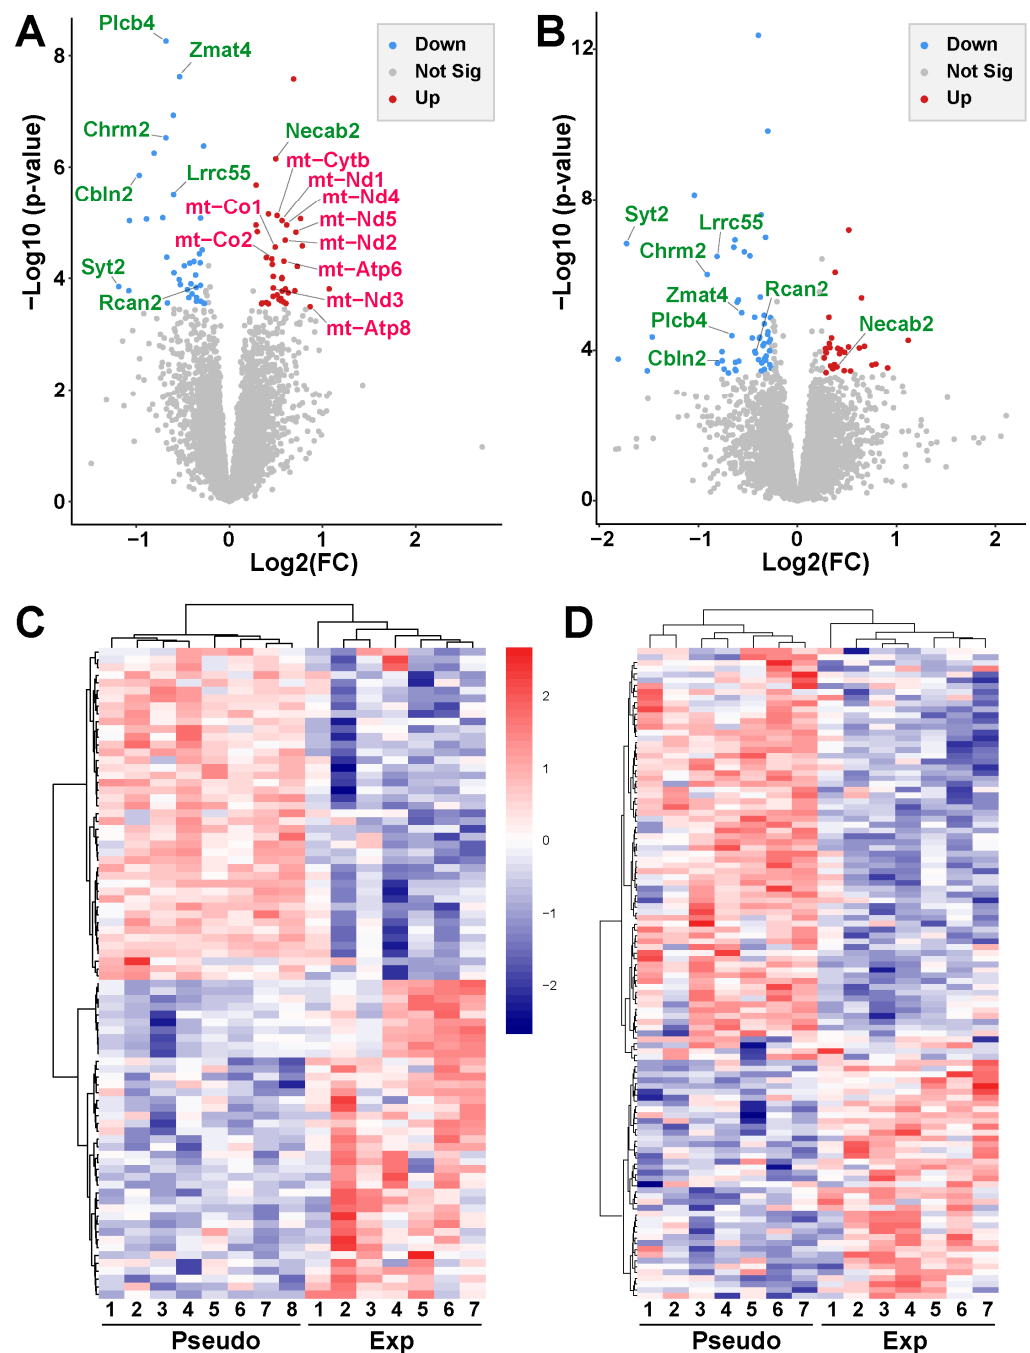 A
Plcb4
Zmat4
Chrm2
Cbln2
Lrrc55
Syt2
Rcan2
Necab2
mt−Cytb
mt−Nd1
mt−Nd4
mt−Co1
mt−Nd5
mt−Co2
mt−Nd2
mt−Atp6
mt−Nd3
mt−Atp8
Down
Not Sig
Up
−Log10 (p-value)
8
6
4
2
0
−1 0 1 2
Log2(FC)
B
Down
Not Sig
Up
Syt2
Lrrc55
Chrm2
Zmat4
Rcan2
Plcb4
Necab2
Cbln2
−Log10 (p-value)
12
8
4
0
−2 −1 0 1 2
Log2(FC)
C
2
1
0
−1
−2
1 2 3 4 5 6 7 8 1 2 3 4 5 6 7
Pseudo Exp
D
1 2 3 4 5 6 7 1 2 3 4 5 6 7
Pseudo Exp